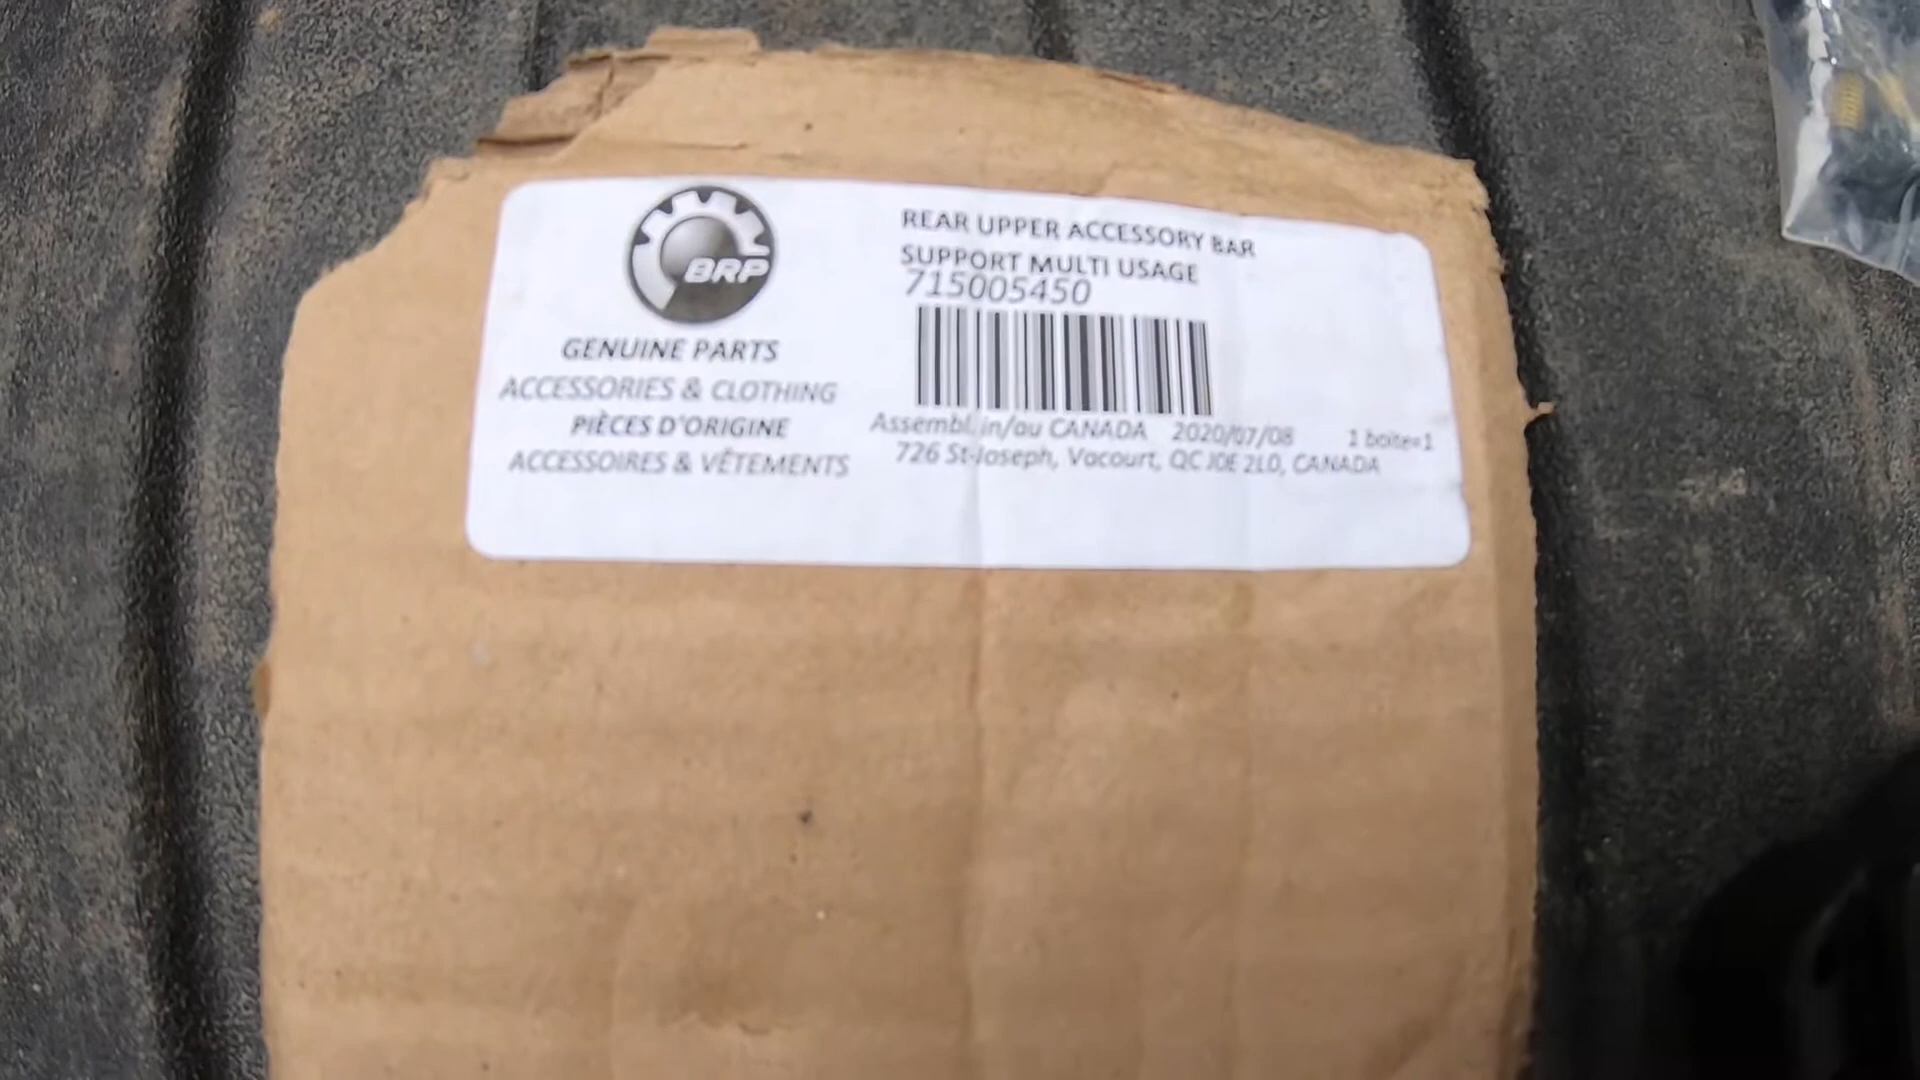 BRP
GENUINE PARTS
ACCESSORIES & CLOTHING
PIÈCES D'ORIGINE
ACCESSOIRES & VÊTEMENTS
REAR UPPER ACCESSORY BAR
SUPPORT MULTI USAGE
715005450
Assembl. in/au CANADA 2020/07/08 1 boite=1
726 St-Joseph, Vacourt, QC J0E 2L0, CANADA